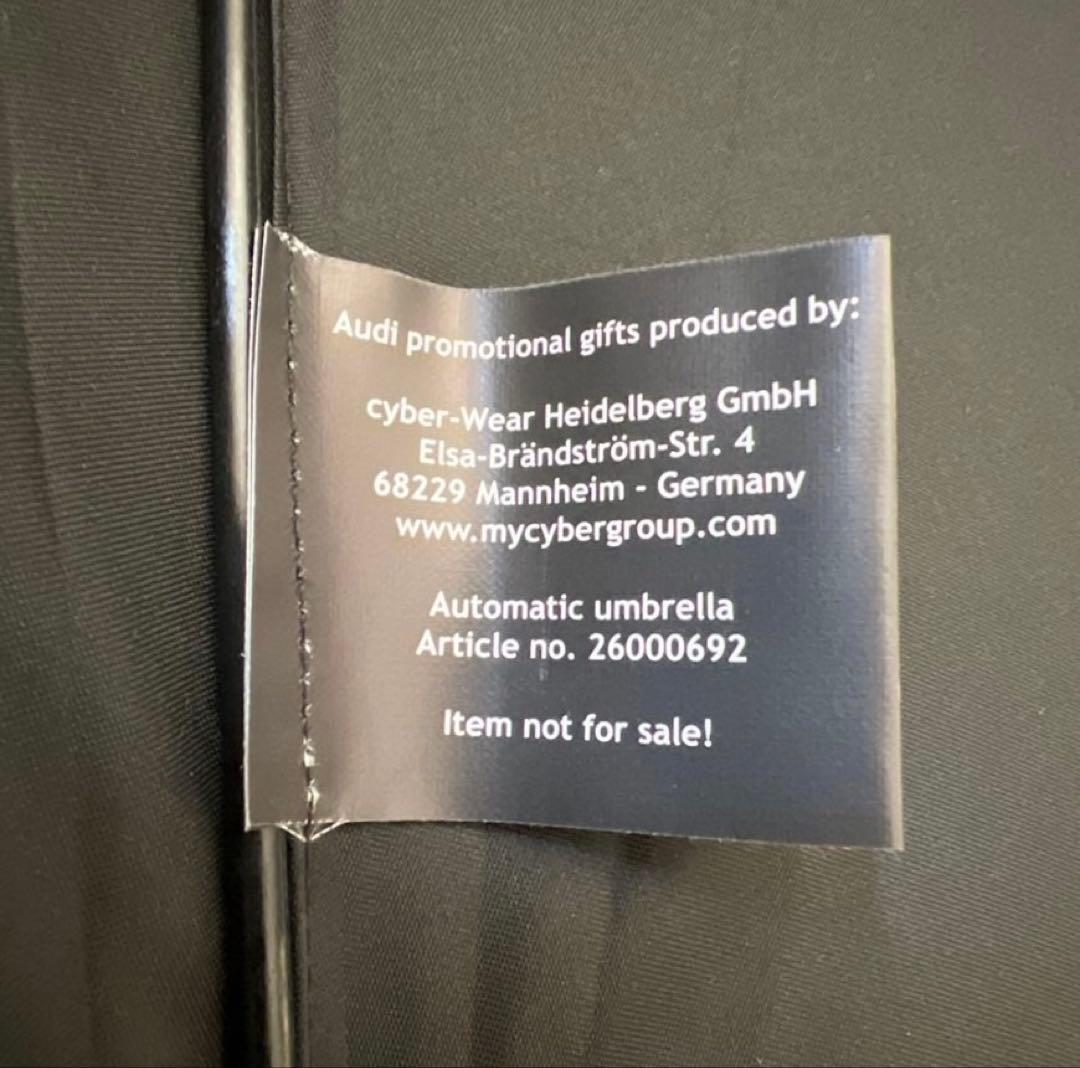 Audi promotional gifts produced by:
cyber-Wear Heidelberg GmbH
Elsa-Brändström-Str. 4
68229 Mannheim - Germany
www.mycybergroup.com
Automatic umbrella
Article no. 26000692
Item not for sale!